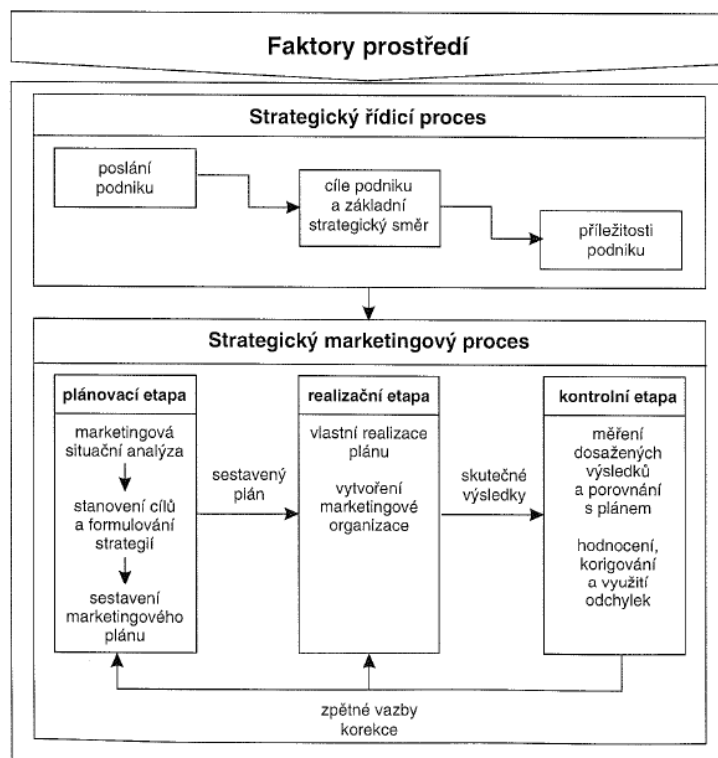 Faktory prostředí
Strategický řídicí proces
poslání
podniku
cíle podniku
a základní
strategický směr
příležitosti
podniku
Strategický marketingový proces
plánovací etapa
marketingová
situační analýza
stanovení cílů
a formulování
strategií
sestavení
marketingového
plánu
sestavený
plán
realizační etapa
vlastní realizace
plánu
vytvoření
marketingové
organizace
skutečné
výsledky
kontrolní etapa
měření
dosažených
výsledků
a porovnání
s plánem
hodnocení,
korigování
a využití
odchylek
zpětné vazby
korekce